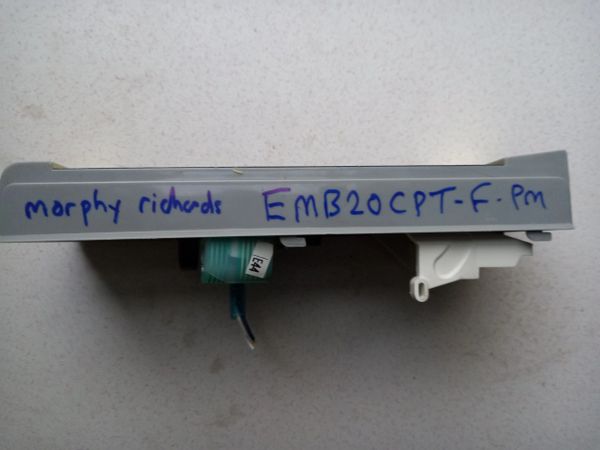 morphy richards EMB20CPT-F.PM
E44